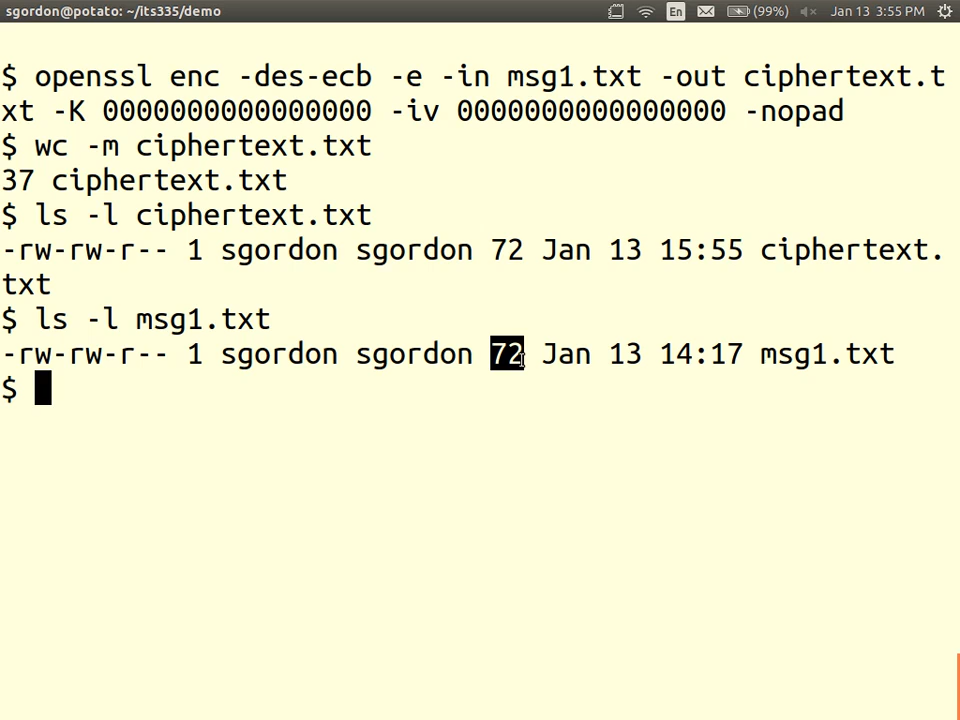 sgordon@potato: ~/its335/demo En (99%) Jan 13 3:55 PM
$ openssl enc -des-ecb -e -in msg1.txt -out ciphertext.t
xt -K 0000000000000000 -iv 0000000000000000 -nopad
$ wc -m ciphertext.txt
37 ciphertext.txt
$ ls -l ciphertext.txt
-rw-rw-r-- 1 sgordon sgordon 72 Jan 13 15:55 ciphertext.
txt
$ ls -l msg1.txt
-rw-rw-r-- 1 sgordon sgordon 72 Jan 13 14:17 msg1.txt
$